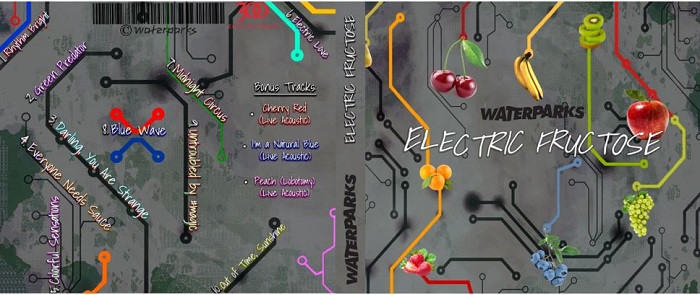 © waterparks
1. Rhythm Bright
2. Green Predator
3. Darling You Are Strange
4. Everyone Needs Sauce
5. Colorful Sensations
6. Electric Love
7. Midnight Circus
8. Blue Wave
9. Untouched by #magic
10. Out of Time, Sunshine
Bonus Tracks:
• Cherry Red
(Live Acoustic)
• I'm a Natural Blue
(Live Acoustic)
• Peach (Lobotomy)
(Live Acoustic)
ELECTRIC FRUCTOSE
WATERPARKS
WATERPARKS
ELECTRIC FRUCTOSE